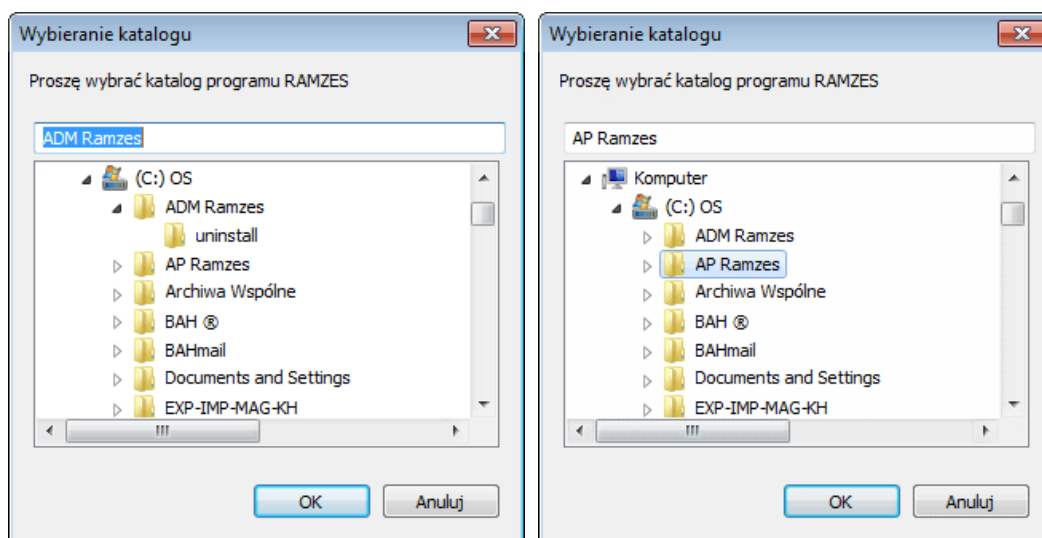 Wybieranie katalogu
Proszę wybrać katalog programu RAMZES
ADM Ramzes
(C:) OS
ADM Ramzes
uninstall
AP Ramzes
Archiwa Wspólne
BAH ®
BAHmail
Documents and Settings
EXP-IMP-MAG-KH
OK
Anuluj
Wybieranie katalogu
Proszę wybrać katalog programu RAMZES
AP Ramzes
Komputer
(C:) OS
ADM Ramzes
AP Ramzes
Archiwa Wspólne
BAH ®
BAHmail
Documents and Settings
EXP-IMP-MAG-KH
OK
Anuluj